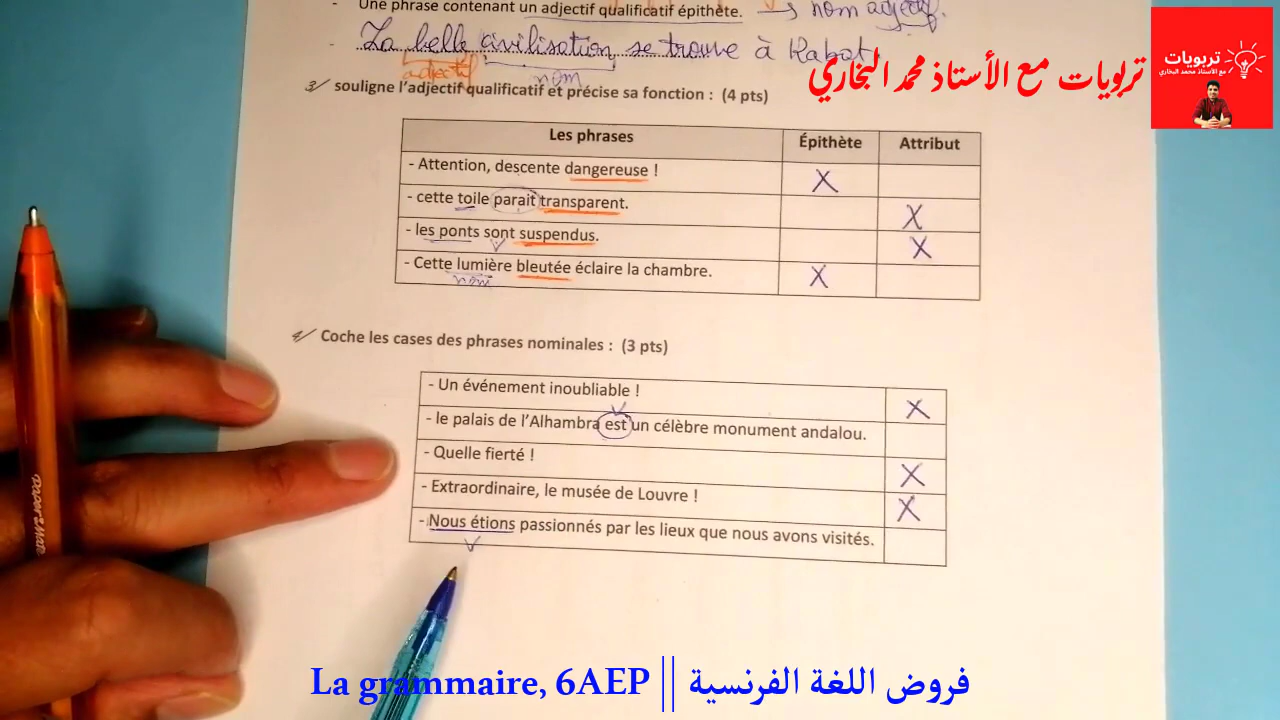 - Une phrase contenant un adjectif qualificatif épithète. → nom adjectif.
- La belle civilisation se trouve à Rabat
adjectif nom
تربويات
مع الاستاذ محمد البخاري
تربويات مع الأستاذ محمد البخاري
3/ souligne l'adjectif qualificatif et précise sa fonction : (4 pts)
Les phrases Épithète Attribut
- Attention, descente dangereuse ! X
- cette toile parait transparent. X
- les ponts sont suspendus. X
V
- Cette lumière bleutée éclaire la chambre. X
nom
4/ Coche les cases des phrases nominales : (3 pts)
- Un événement inoubliable ! X
V
- le palais de l'Alhambra est un célèbre monument andalou.
- Quelle fierté ! X
- Extraordinaire, le musée de Louvre ! X
- Nous étions passionnés par les lieux que nous avons visités.
V
La grammaire, 6AEP || فروض اللغة الفرنسية